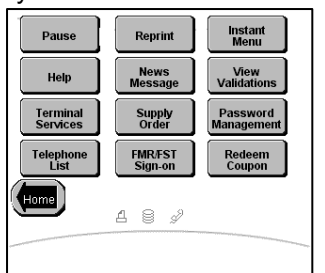 Pause
Reprint
Instant
Menu
Help
News
Message
View
Validations
Terminal
Services
Supply
Order
Password
Management
Telephone
List
FMR/FST
Sign-on
Redeem
Coupon
Home